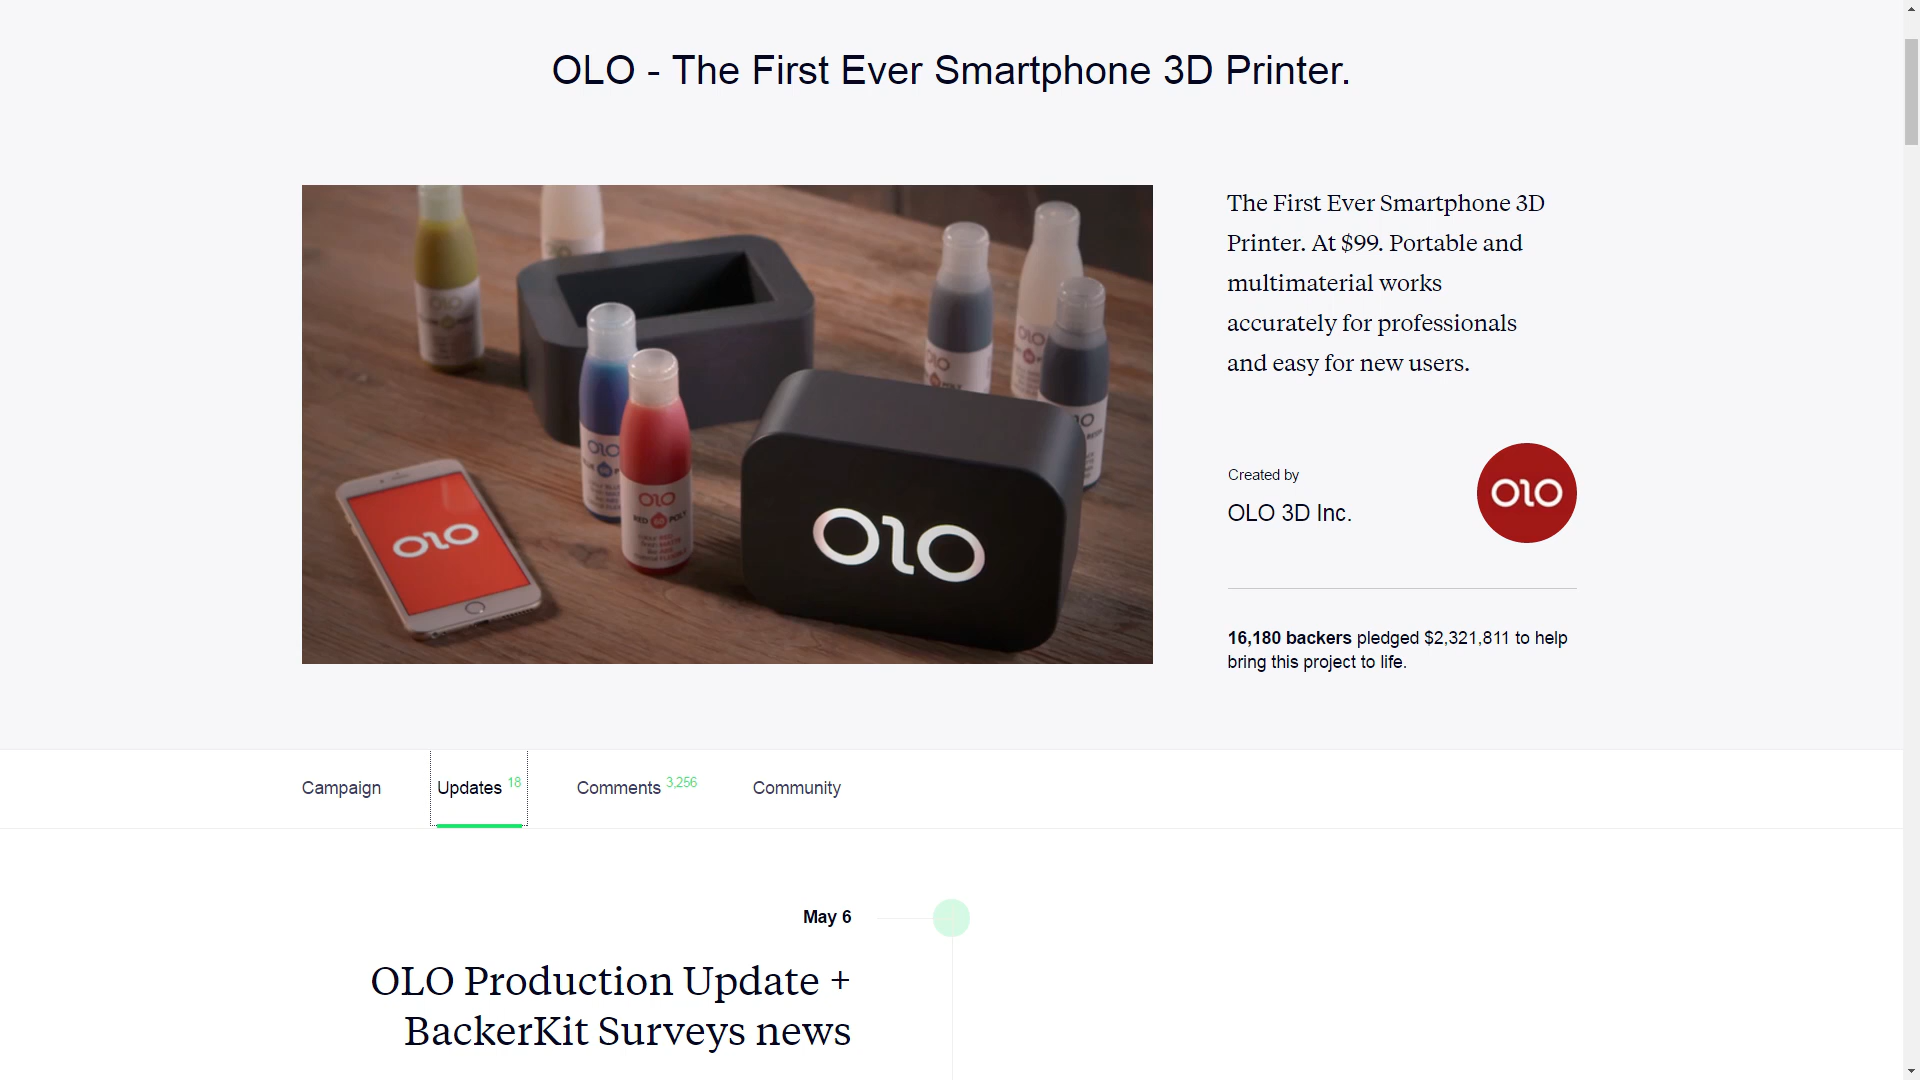 OLO - The First Ever Smartphone 3D Printer.
OLO
OLO
OLO
RED POLY
OLO
OLO
The First Ever Smartphone 3D
Printer. At $99. Portable and
multimaterial works
accurately for professionals
and easy for new users.
Created by
OLO 3D Inc.
OLO
16,180 backers pledged $2,321,811 to help
bring this project to life.
Campaign
Updates 18
Comments 3,256
Community
May 6
OLO Production Update +
BackerKit Surveys news